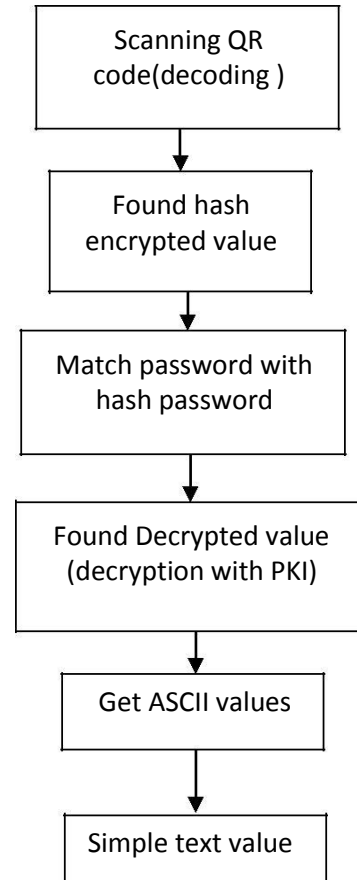 Scanning QR
code(decoding )
Found hash
encrypted value
Match password with
hash password
Found Decrypted value
(decryption with PKI)
Get ASCII values
Simple text value